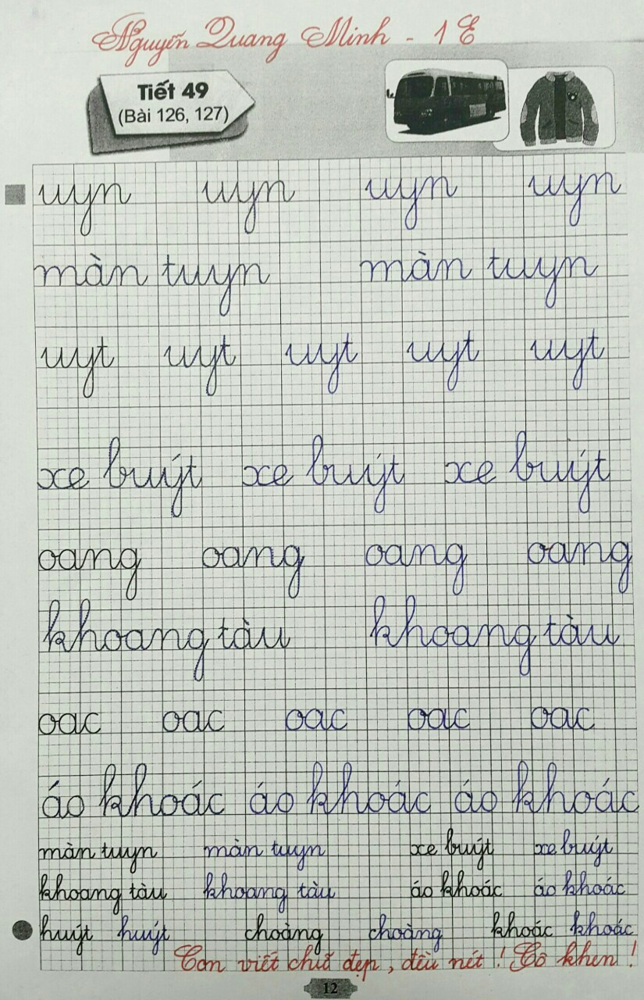 Nguyễn Quang Minh - 1E
Tiết 49
(Bài 126, 127)
uyn uyn uyn uyn
màn tuyn màn tuyn
uyt uyt uyt uyt uyt
xe buýt xe buýt xe buýt
oang oang oang oang
khoang tàu khoang tàu
oac oac oac oac oac
áo khoác áo khoác áo khoác
màn tuyn màn tuyn xe buýt xe buýt
khoang tàu khoang tàu áo khoác áo khoác
huýt huýt choàng choàng khoác khoác
Con viết chữ đẹp, đều nét! Cô khen!
12